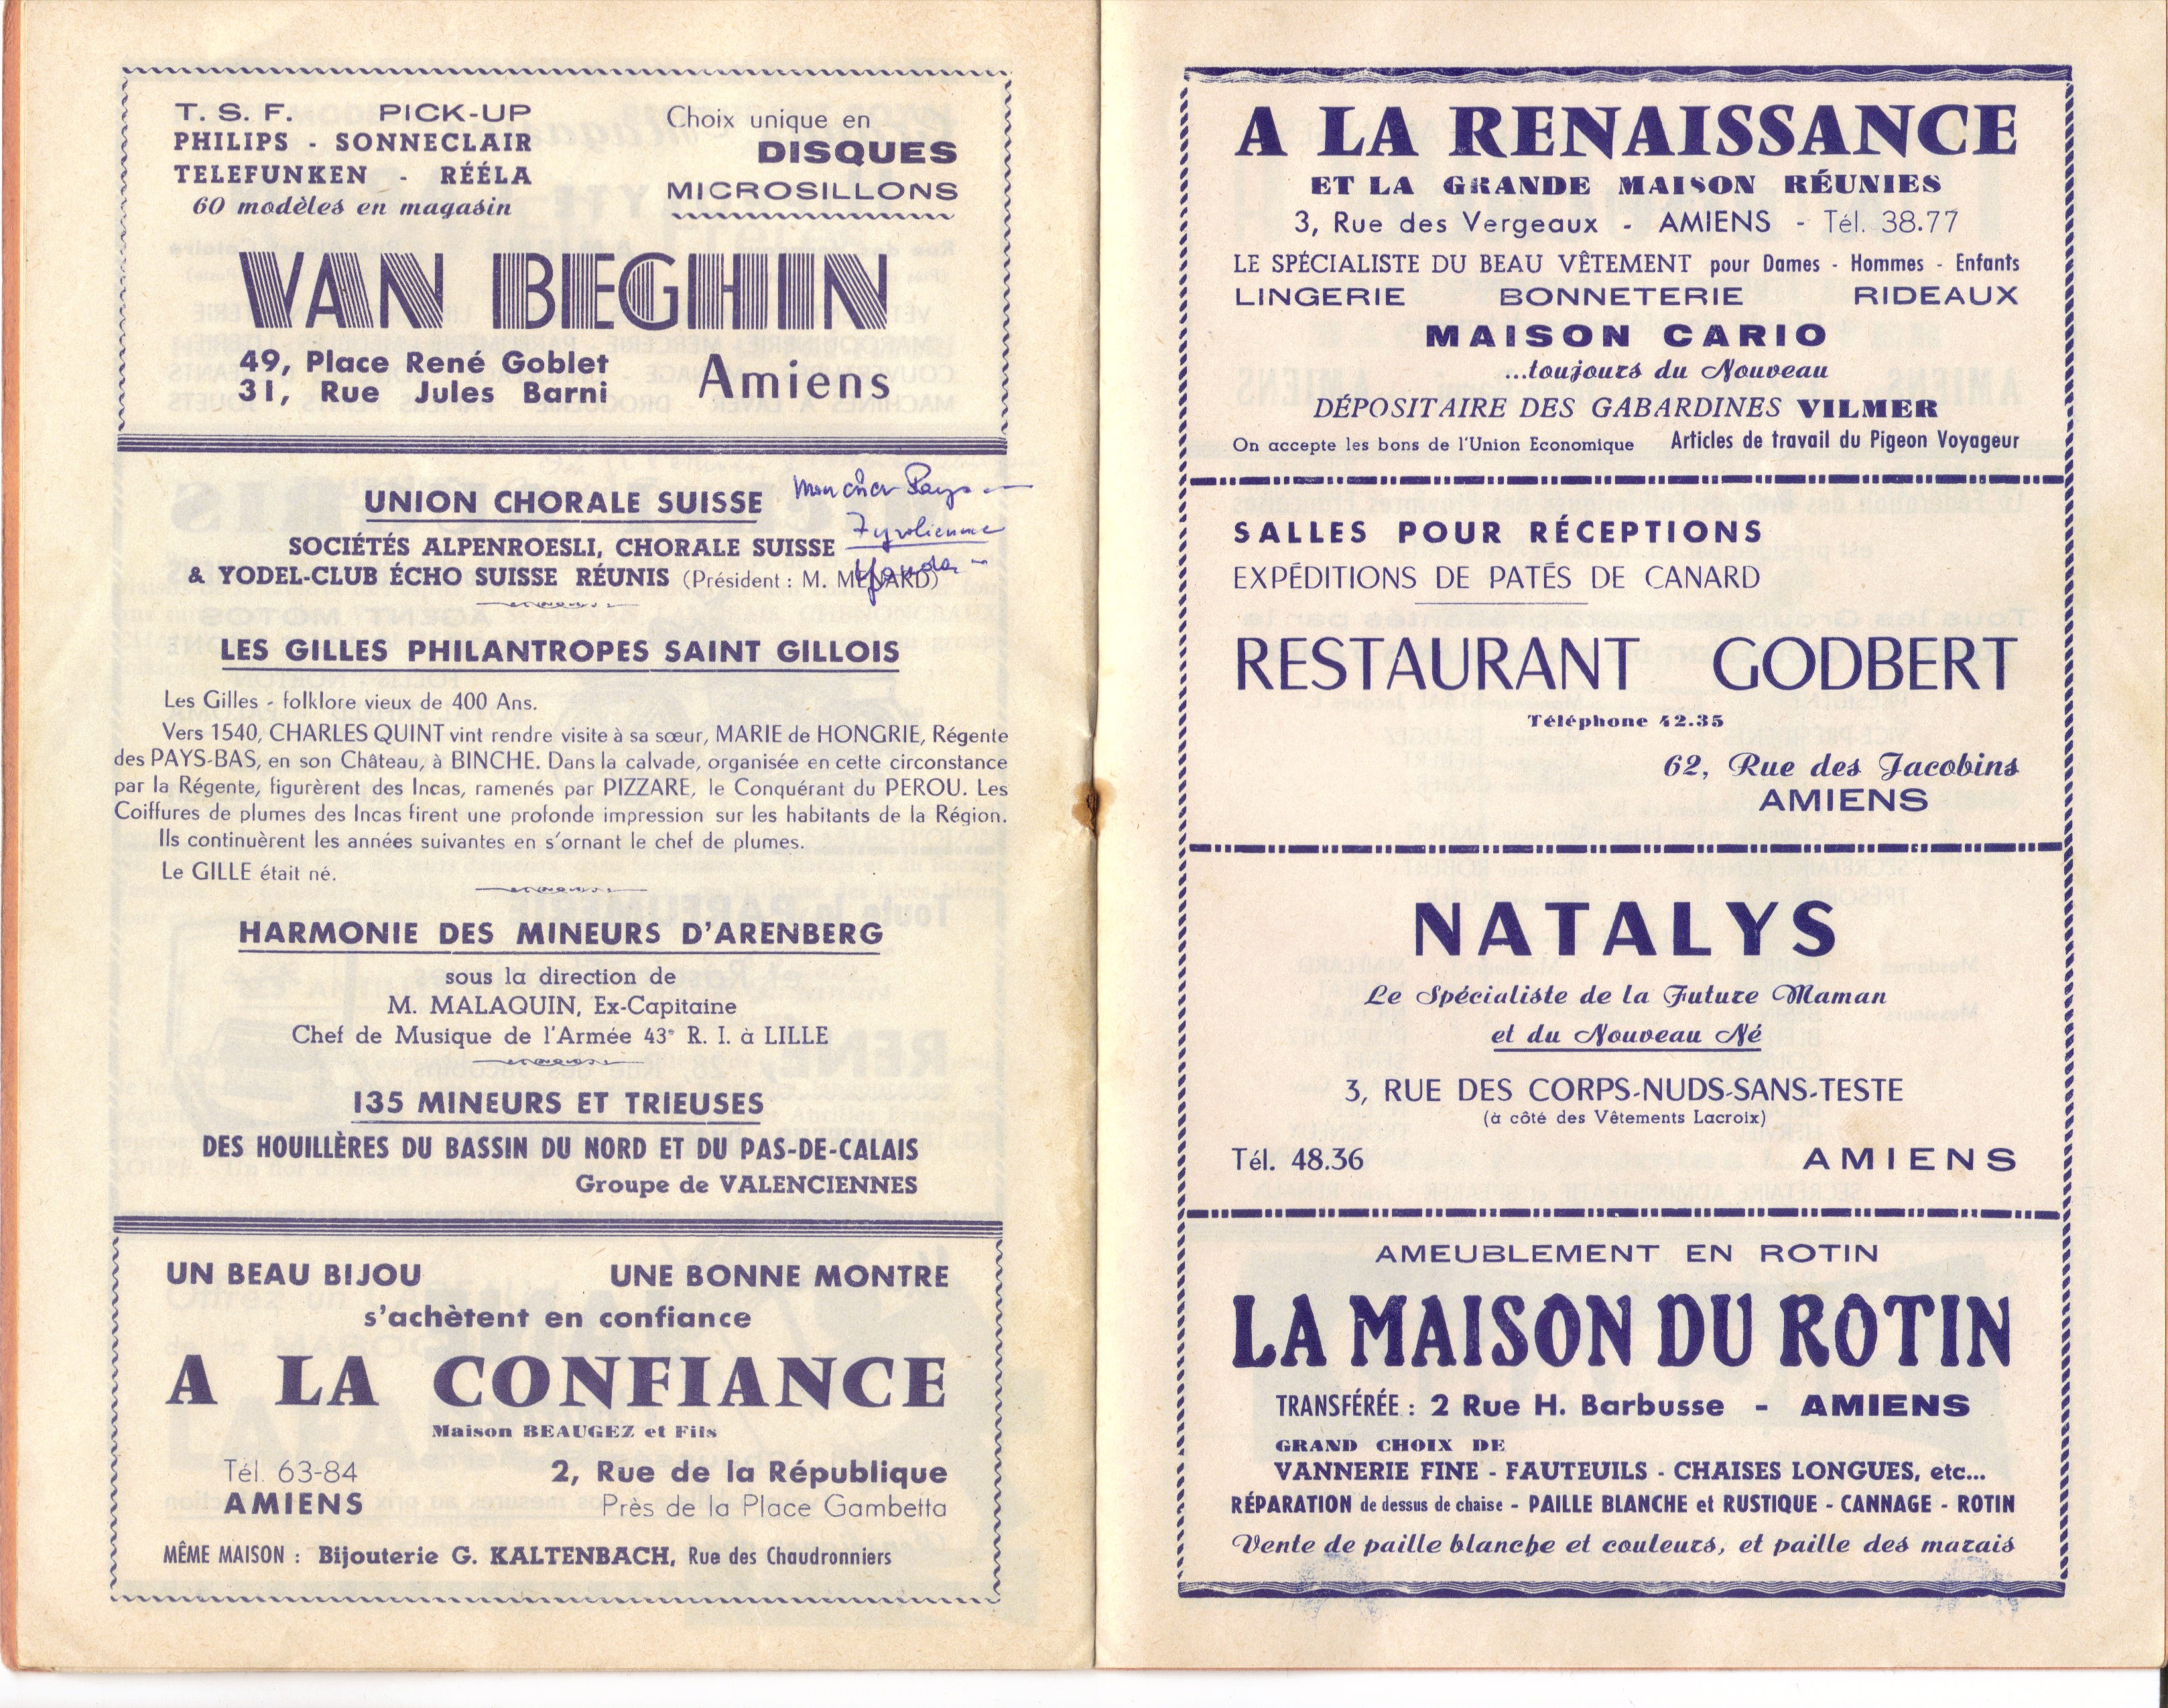 T. S. F. PICK-UP
PHILIPS - SONNECLAIR
TELEFUNKEN - RÉÉLA
60 modèles en magasin
Choix unique en
DISQUES
MICROSILLONS
VAN BEGHIN
49, Place René Goblet
31, Rue Jules Barni
Amiens
UNION CHORALE SUISSE
Mon cher Pays
Tyrolienne
SOCIÉTÉS ALPENROESLI, CHORALE SUISSE
& YODEL-CLUB ÉCHO SUISSE RÉUNIS (Président : M. MENARD)
LES GILLES PHILANTROPES SAINT GILLOIS
Les Gilles - folklore vieux de 400 Ans.
Vers 1540, CHARLES QUINT vint rendre visite à sa sœur, MARIE de HONGRIE, Régente
des PAYS-BAS, en son Château, à BINCHE. Dans la calvade, organisée en cette circonstance
par la Régente, figurèrent des Incas, ramenés par PIZZARE, le Conquérant du PEROU. Les
Coiffures de plumes des Incas firent une profonde impression sur les habitants de la Région.
Ils continuèrent les années suivantes en s'ornant le chef de plumes.
Le GILLE était né.
HARMONIE DES MINEURS D'ARENBERG
sous la direction de
M. MALAQUIN, Ex-Capitaine
Chef de Musique de l'Armée 43e R. I. à LILLE
135 MINEURS ET TRIEUSES
DES HOUILLÈRES DU BASSIN DU NORD ET DU PAS-DE-CALAIS
Groupe de VALENCIENNES
UN BEAU BIJOU UNE BONNE MONTRE
s'achètent en confiance
A LA CONFIANCE
Maison BEAUGEZ et Fils
Tél. 63-84
AMIENS
2, Rue de la République
Près de la Place Gambetta
MÊME MAISON : Bijouterie G. KALTENBACH, Rue des Chaudronniers
A LA RENAISSANCE
ET LA GRANDE MAISON RÉUNIES
3, Rue des Vergeaux - AMIENS - Tél. 38.77
LE SPÉCIALISTE DU BEAU VÊTEMENT pour Dames - Hommes - Enfants
LINGERIE BONNETERIE RIDEAUX
MAISON CARIO
...toujours du Nouveau
DÉPOSITAIRE DES GABARDINES VILMER
On accepte les bons de l'Union Economique Articles de travail du Pigeon Voyageur
SALLES POUR RÉCEPTIONS
EXPÉDITIONS DE PATÉS DE CANARD
RESTAURANT GODBERT
Téléphone 42.35
62, Rue des Jacobins
AMIENS
NATALYS
Le Spécialiste de la Future Maman
et du Nouveau Né
3, RUE DES CORPS-NUDS-SANS-TESTE
(à côté des Vêtements Lacroix)
Tél. 48.36 AMIENS
AMEUBLEMENT EN ROTIN
LA MAISON DU ROTIN
TRANSFÉRÉE : 2 Rue H. Barbusse - AMIENS
GRAND CHOIX DE
VANNERIE FINE - FAUTEUILS - CHAISES LONGUES, etc...
RÉPARATION de dessus de chaise - PAILLE BLANCHE et RUSTIQUE - CANNAGE - ROTIN
Vente de paille blanche et couleurs, et paille des marais